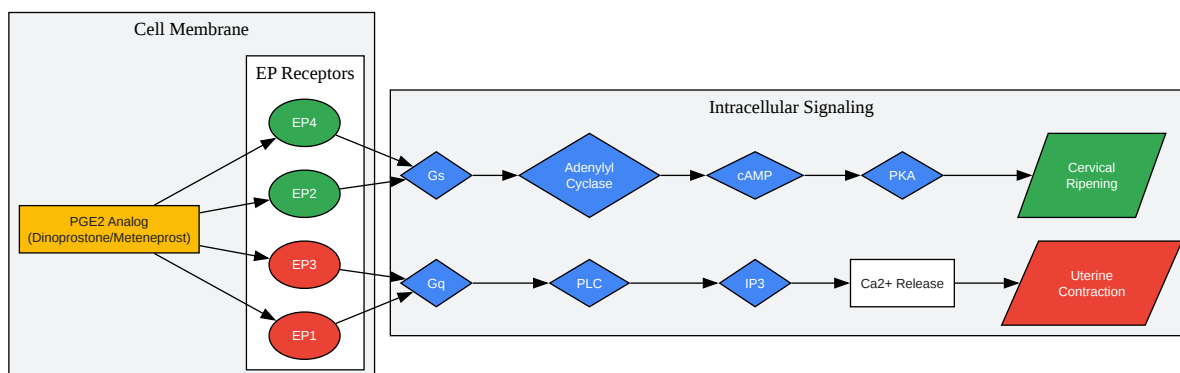 Cell Membrane
EP Receptors
EP4
EP2
EP3
EP1
PGE2 Analog
(Dinoprostone/Meteneprost)
Intracellular Signaling
Gs
Adenylyl
Cyclase
cAMP
PKA
Cervical
Ripening
Gq
PLC
IP3
Ca2+ Release
Uterine
Contraction